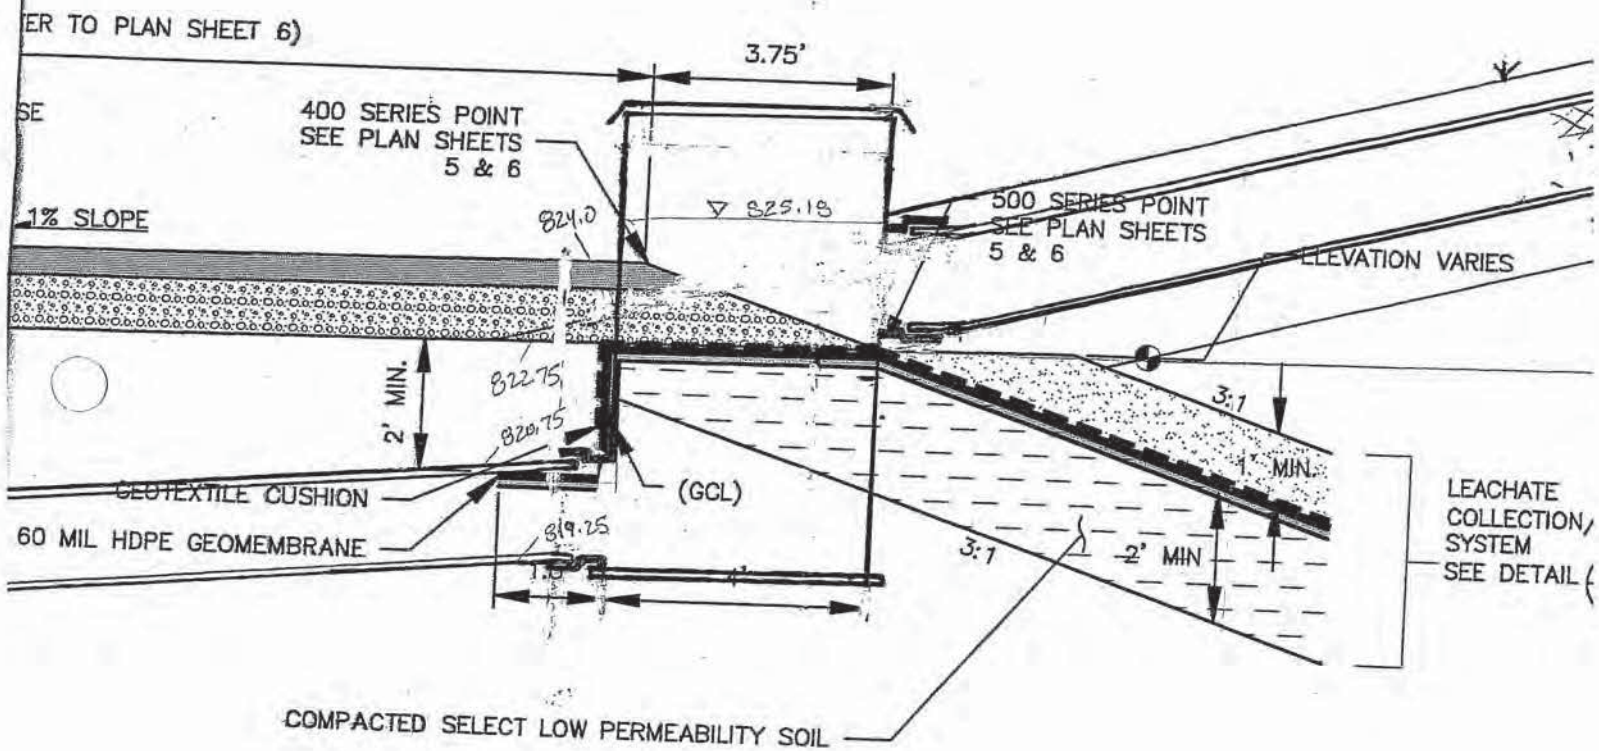 ER TO PLAN SHEET 6)
3.75'
SE
400 SERIES POINT
SEE PLAN SHEETS
5 & 6
1% SLOPE
824.0
825.18
500 SERIES POINT
SEE PLAN SHEETS
5 & 6
ELEVATION VARIES
2' MIN.
822.75
820.75
3:1
1' MIN.
GEOTEXTILE CUSHION
(GCL)
60 MIL HDPE GEOMEMBRANE
819.25
1.0'
4'
3:1
2' MIN
LEACHATE
COLLECTION/
SYSTEM
SEE DETAIL (
COMPACTED SELECT LOW PERMEABILITY SOIL